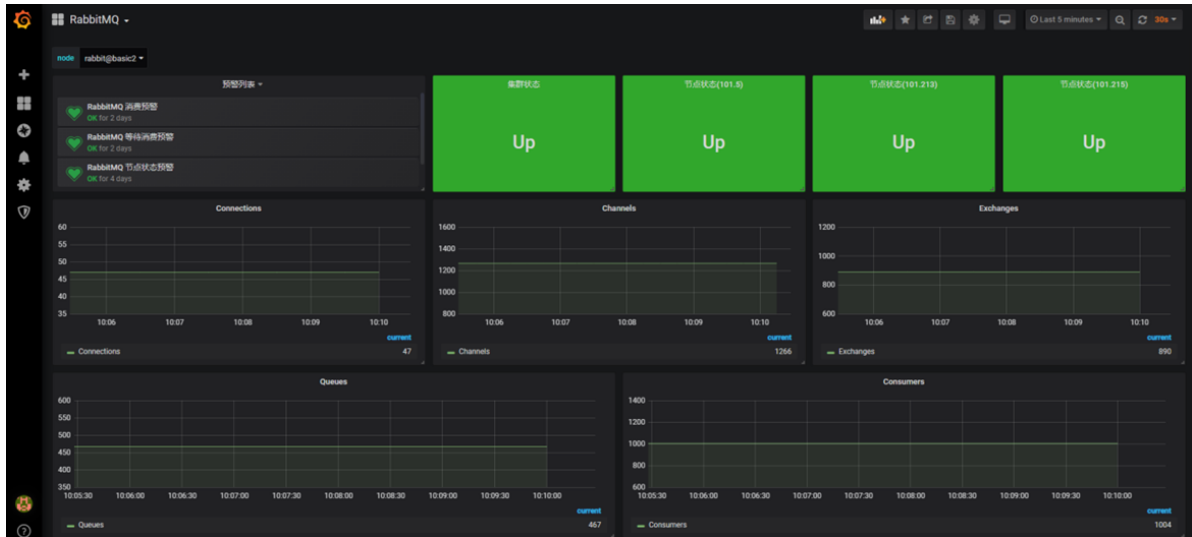 RabbitMQ
Last 5 minutes
30s
node rabbit@basic2
预警列表
RabbitMQ 消费预警
OK for 2 days
RabbitMQ 等待消费预警
OK for 2 days
RabbitMQ 节点状态预警
OK for 4 days
集群状态
Up
节点状态(101.5)
Up
节点状态(101.213)
Up
节点状态(101.215)
Up
Connections
60
55
50
45
40
35
10:06 10:07 10:08 10:09 10:10
current
Connections 47
Channels
1600
1400
1200
1000
800
10:06 10:07 10:08 10:09 10:10
current
Channels 1266
Exchanges
1200
1000
800
600
10:06 10:07 10:08 10:09 10:10
current
Exchanges 890
Queues
600
550
500
450
400
350
10:05:30 10:06:00 10:06:30 10:07:00 10:07:30 10:08:00 10:08:30 10:09:00 10:09:30 10:10:00
current
Queues 467
Consumers
1400
1200
1000
800
600
10:05:30 10:06:00 10:06:30 10:07:00 10:07:30 10:08:00 10:08:30 10:09:00 10:09:30 10:10:00
current
Consumers 1004